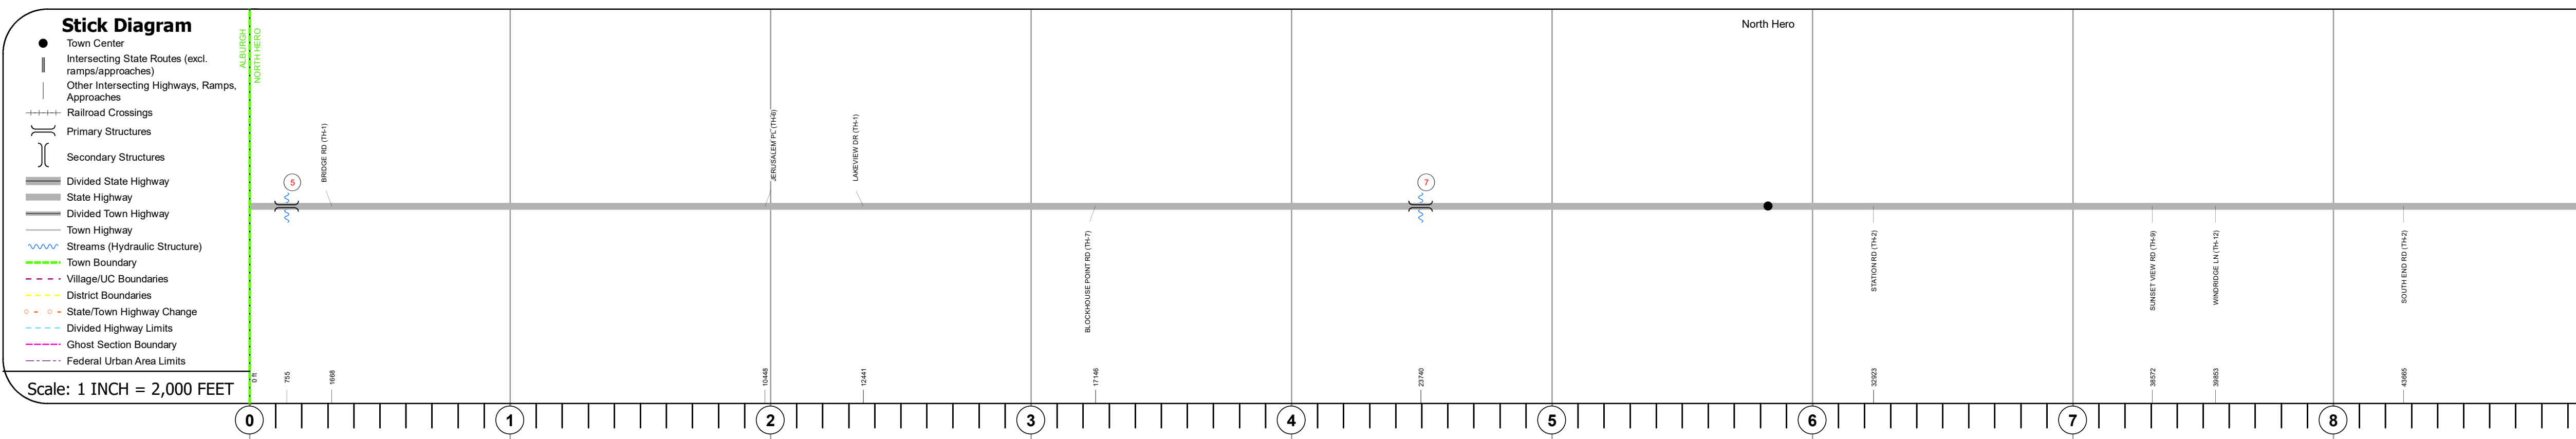 Stick Diagram
Town Center
Intersecting State Routes (excl.
ramps/approaches)
Other Intersecting Highways, Ramps,
Approaches
Railroad Crossings
Primary Structures
Secondary Structures
Divided State Highway
State Highway
Divided Town Highway
Town Highway
Streams (Hydraulic Structure)
Town Boundary
Village/UC Boundaries
District Boundaries
State/Town Highway Change
Divided Highway Limits
Ghost Section Boundary
Federal Urban Area Limits
Scale: 1 INCH = 2,000 FEET
ALBURGH
NORTH HERO
North Hero
5
BRIDGE RD (TH-1)
JERUSALEM PL (TH-6)
LAKEVIEW DR (TH-1)
BLOCKHOUSE POINT RD (TH-7)
7
STATION RD (TH-2)
SUNSET VIEW RD (TH-9)
WINDRIDGE LN (TH-12)
SOUTH END RD (TH-2)
0 ft
755
1668
10448
12441
17146
23740
32923
38572
39853
43665
0
1
2
3
4
5
6
7
8